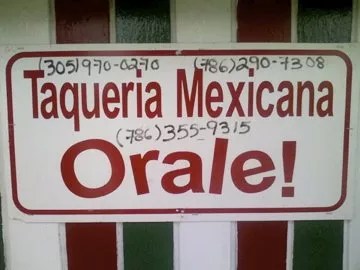 (305)970-0270 (786)290-7308
Taqueria Mexicana
(786)355-9315
Orale!